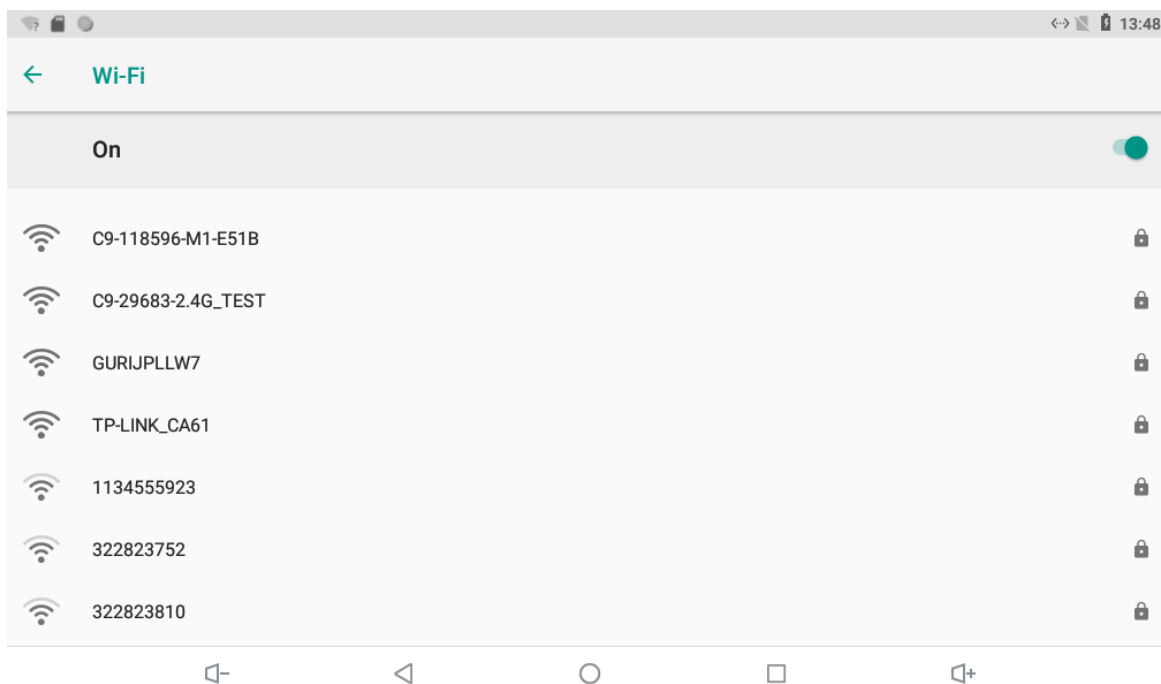 13:48
Wi-Fi
On
C9-118596-M1-E51B
C9-29683-2.4G_TEST
GURIJPLLW7
TP-LINK_CA61
1134555923
322823752
322823810